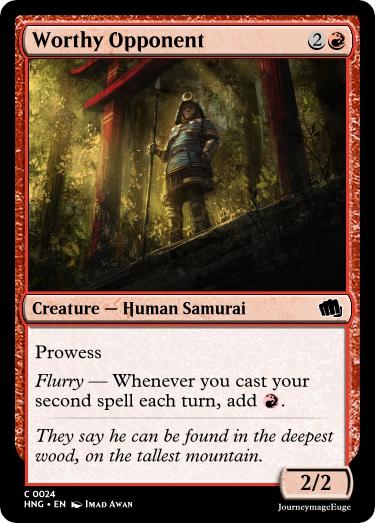 Worthy Opponent 2
Creature — Human Samurai
Prowess
Flurry — Whenever you cast your
second spell each turn, add .
They say he can be found in the deepest
wood, on the tallest mountain.
2/2
C 0024
HNG • EN Imad Awan
JourneymageEuge